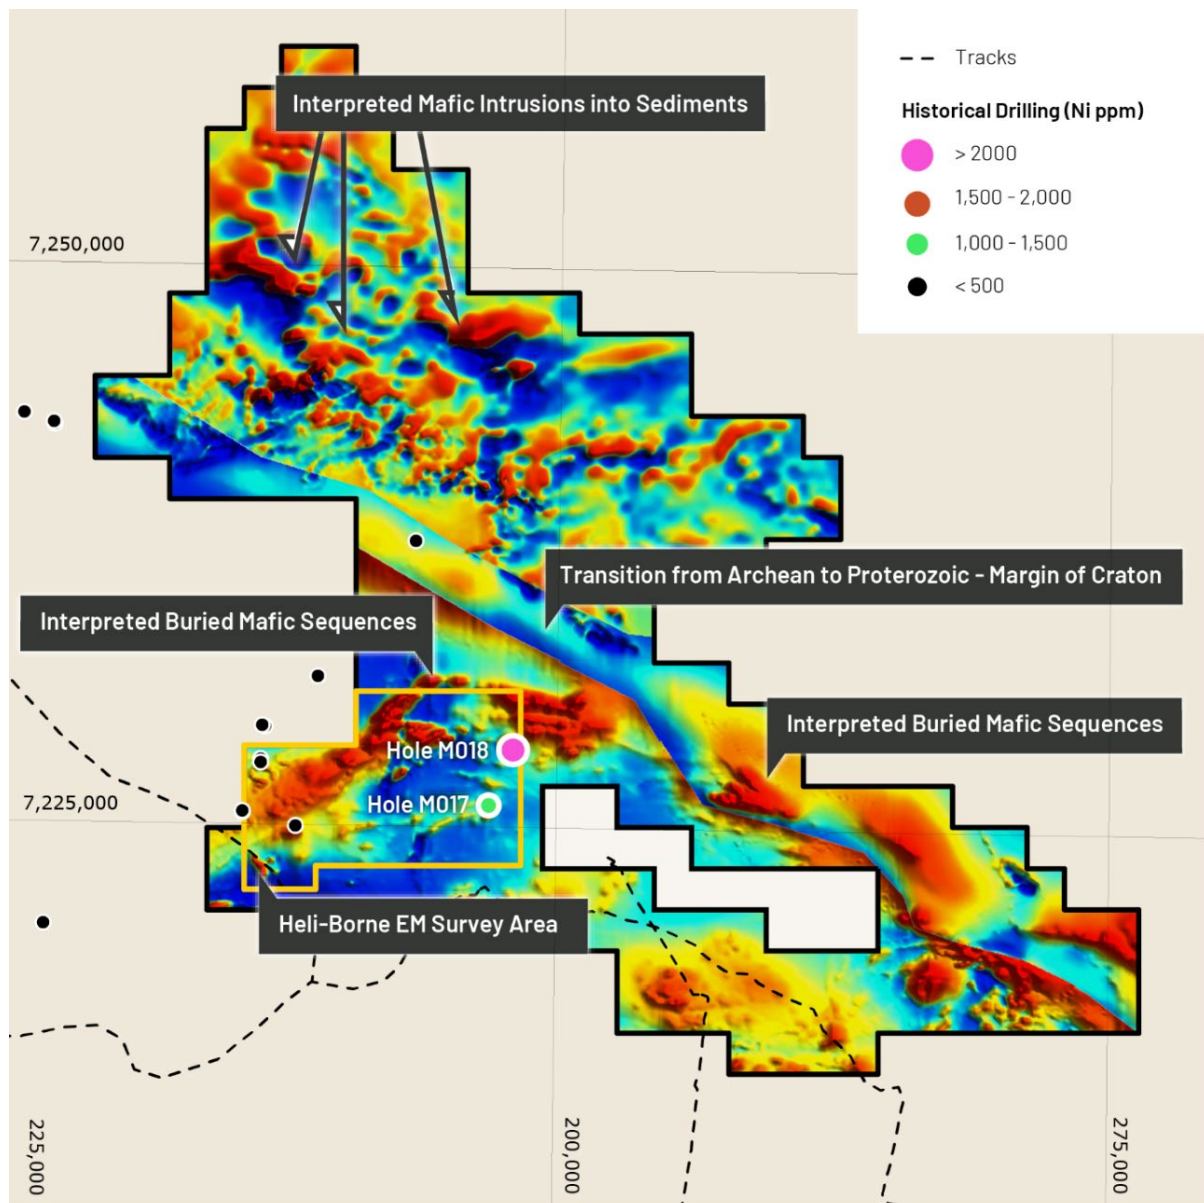 Tracks
Historical Drilling (Ni ppm)
> 2000
1,500 - 2,000
1,000 - 1,500
< 500
Interpreted Mafic Intrusions into Sediments
7,250,000
Transition from Archean to Proterozoic - Margin of Craton
Interpreted Buried Mafic Sequences
Interpreted Buried Mafic Sequences
Hole M018
7,225,000
Hole M017
Heli-Borne EM Survey Area
225,000
200,000
275,000